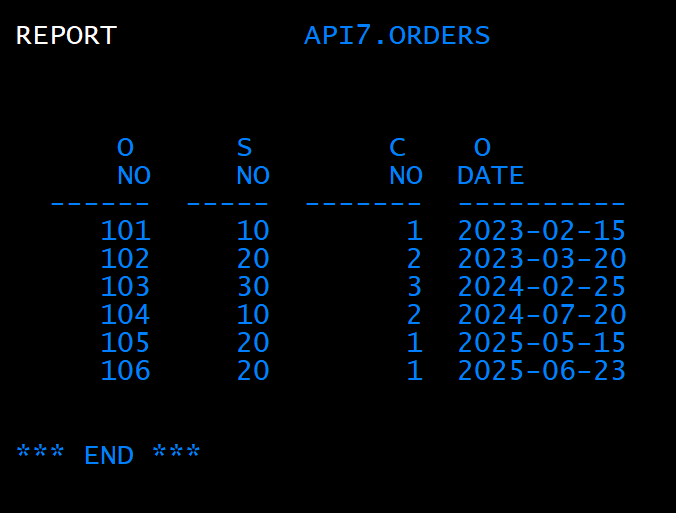 REPORT API7.ORDERS
O S C O
NO NO NO DATE
------ ----- ------- ----------
101 10 1 2023-02-15
102 20 2 2023-03-20
103 30 3 2024-02-25
104 10 2 2024-07-20
105 20 1 2025-05-15
106 20 1 2025-06-23
*** END ***